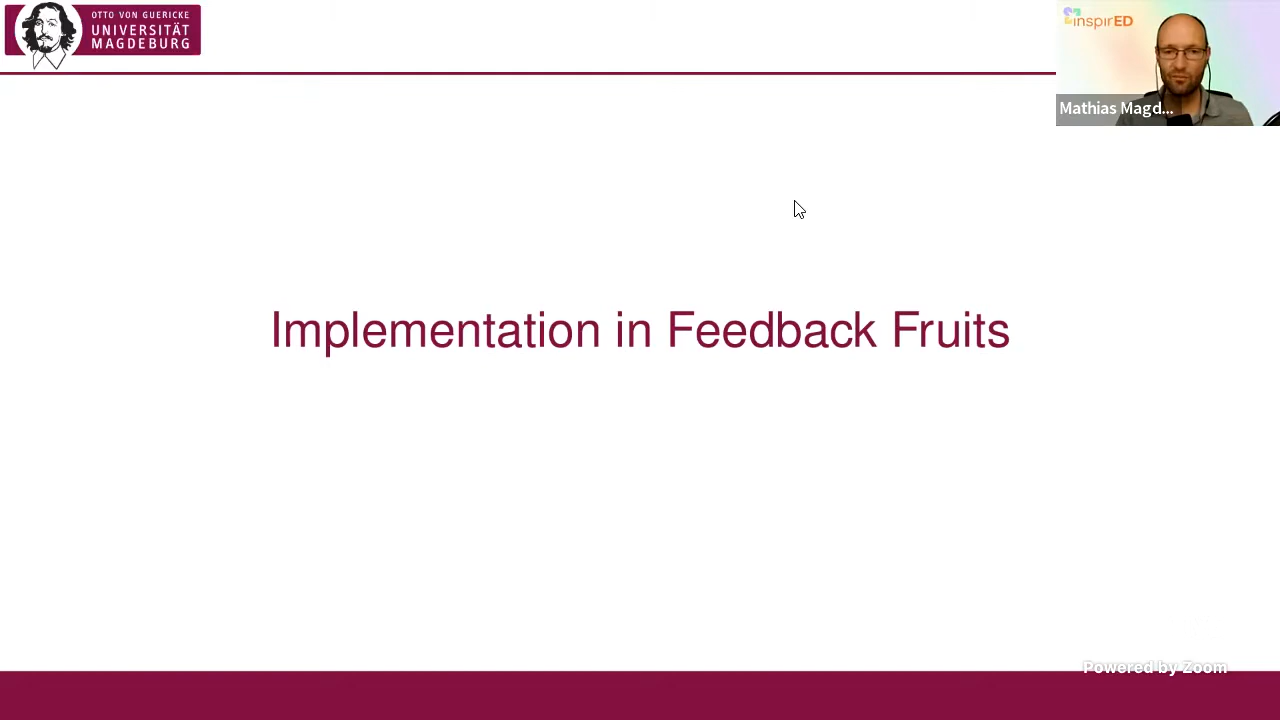 OTTO VON GUERICKE
UNIVERSITÄT
MAGDEBURG
inspirED
Mathias Magd...
Implementation in Feedback Fruits
Powered by Zoom